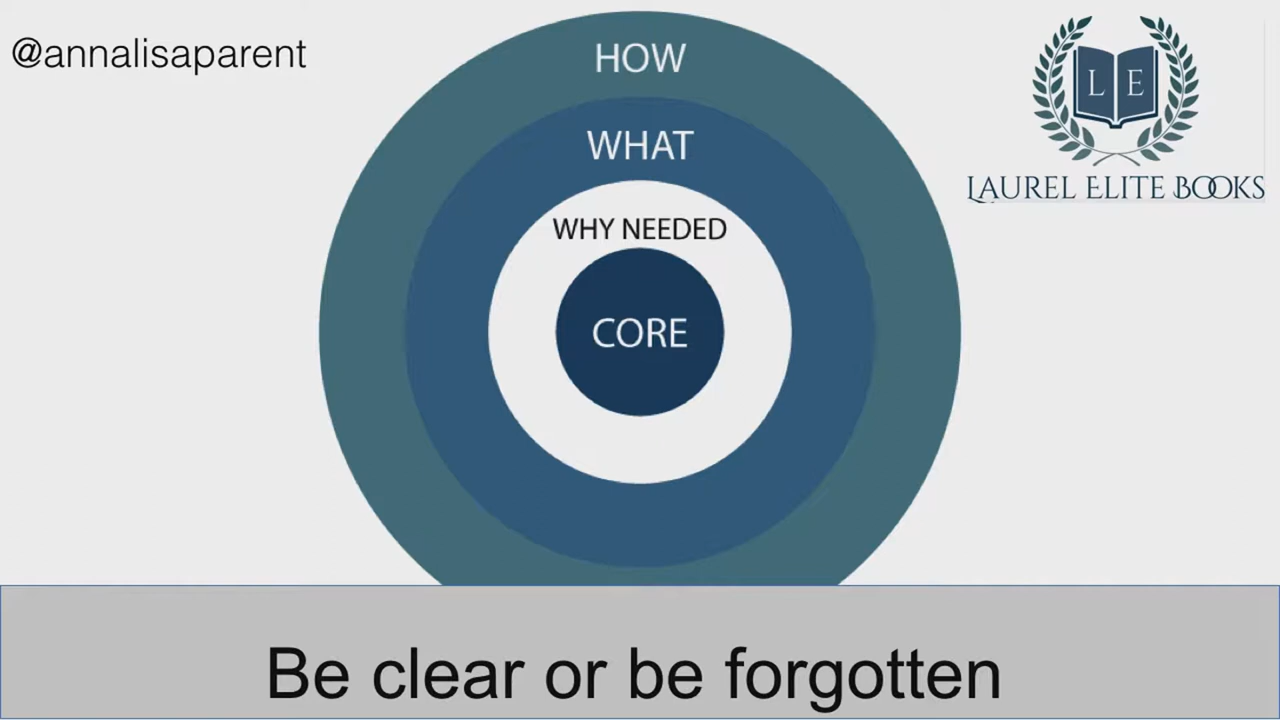 @annalisaparent
HOW
WHAT
WHY NEEDED
CORE
L E
LAUREL ELITE BOOKS
Be clear or be forgotten